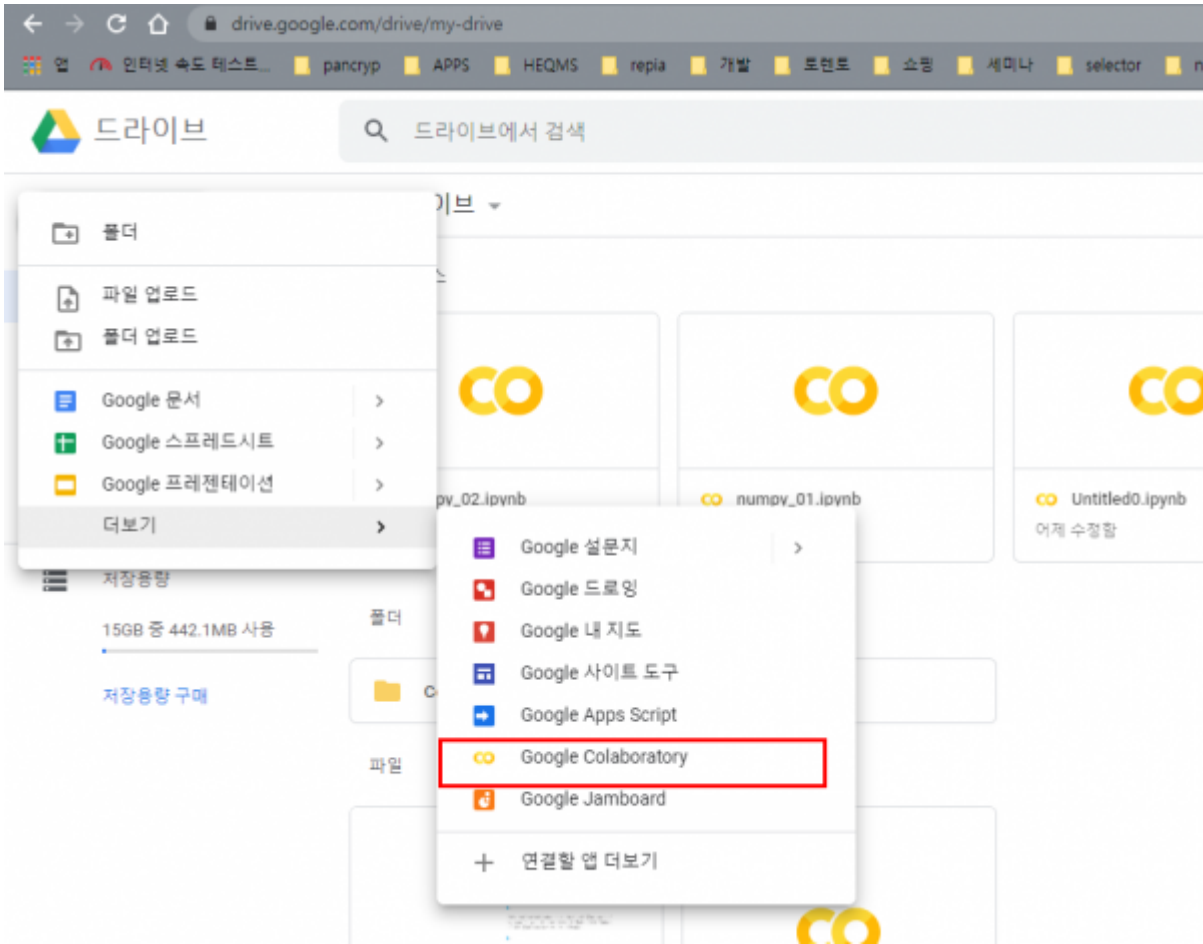 drive.google.com/drive/my-drive
앱 인터넷 속도 테스트... pancryp APPS HEQMS repia 개발 토렌토 쇼핑 세미나 selector
드라이브
드라이브에서 검색
이브
폴더
파일 업로드
폴더 업로드
Google 문서
Google 스프레드시트
Google 프레젠테이션
더보기
numpy_01.ipynb
Untitled0.ipynb
어제 수정함
Google 설문지
Google 드로잉
Google 내 지도
Google 사이트 도구
Google Apps Script
Google Colaboratory
Google Jamboard
연결할 앱 더보기
저장용량
15GB 중 442.1MB 사용
저장용량 구매
폴더
파일